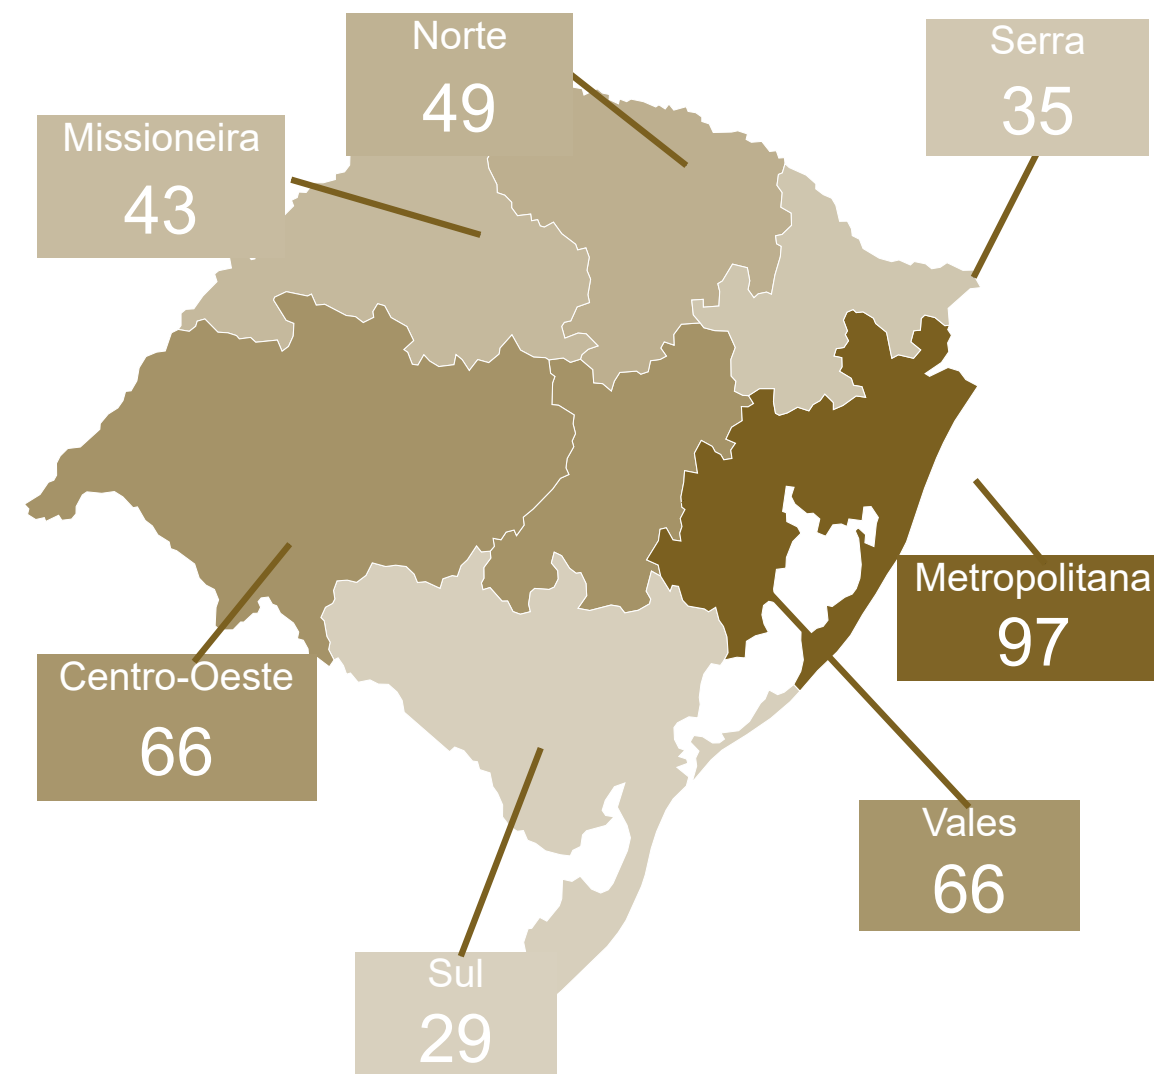 Norte
49
Serra
35
Missioneira
43
Metropolitana
97
Centro-Oeste
66
Vales
66
Sul
29